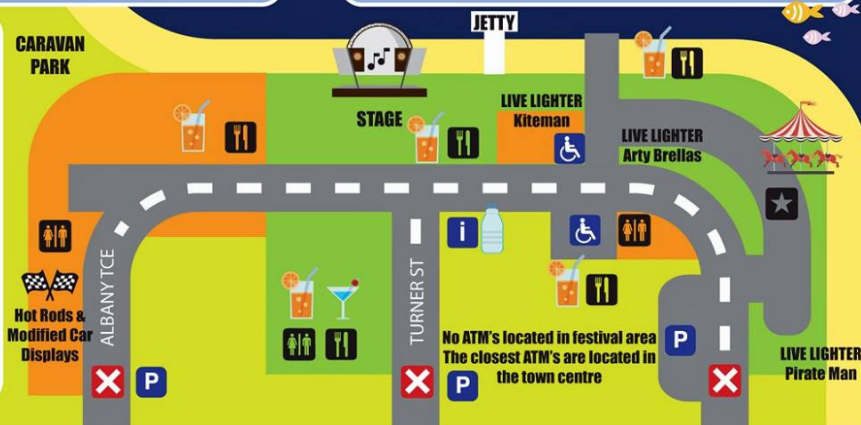 CARAVAN
PARK
JETTY
STAGE
LIVE LIGHTER
Kiteman
LIVE LIGHTER
Arty Brellas
i
ALBANY TCE
TURNER ST
Hot Rods &
Modified Car
Displays
No ATM's located in festival area
The closest ATM's are located in
the town centre
P
P
P
LIVE LIGHTER
Pirate Man